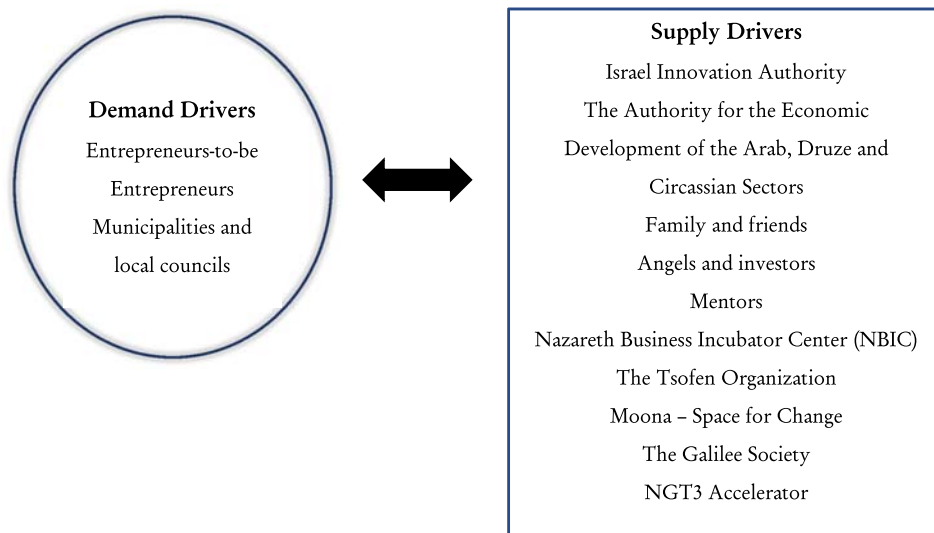 Demand Drivers
Entrepreneurs-to-be
Entrepreneurs
Municipalities and
local councils
Supply Drivers
Israel Innovation Authority
The Authority for the Economic
Development of the Arab, Druze and
Circassian Sectors
Family and friends
Angels and investors
Mentors
Nazareth Business Incubator Center (NBIC)
The Tsofen Organization
Moona – Space for Change
The Galilee Society
NGT3 Accelerator